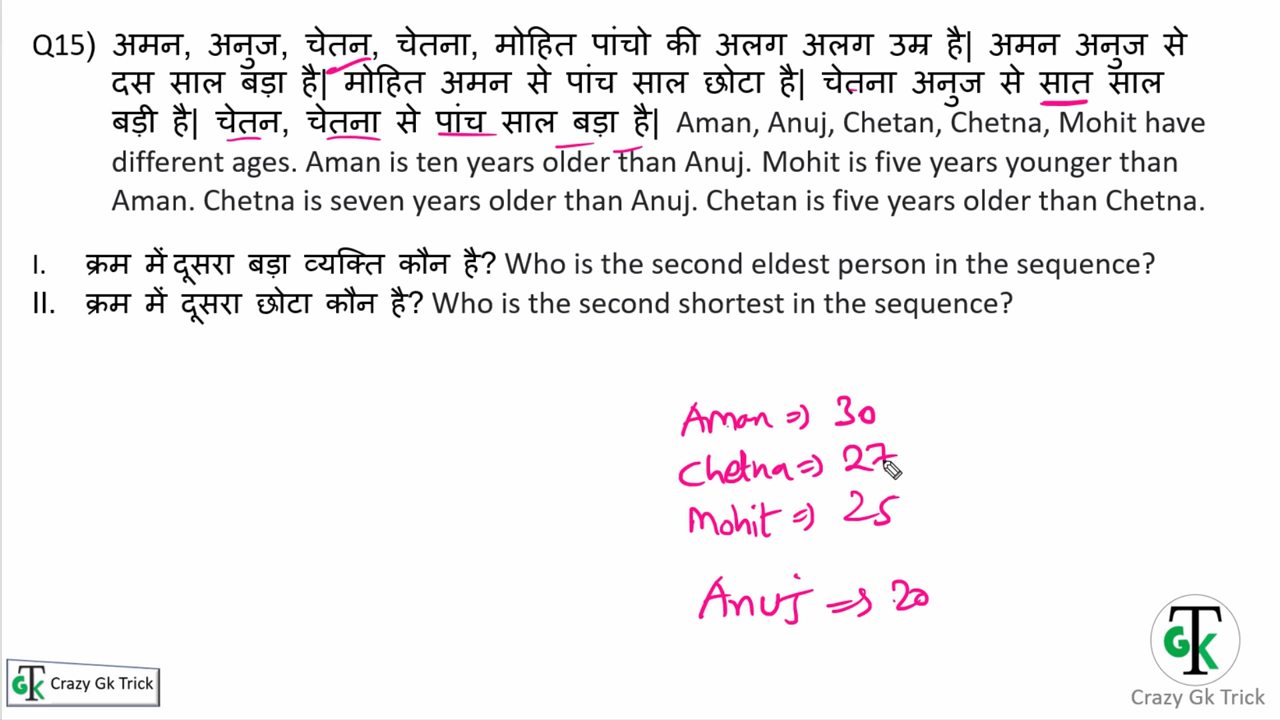 Q15) अमन, अनुज, चेतन, चेतना, मोहित पांचो की अलग अलग उम्र है| अमन अनुज से
दस साल बड़ा है| मोहित अमन से पांच साल छोटा है| चेतना अनुज से सात साल
बड़ी है| चेतन, चेतना से पांच साल बड़ा है| Aman, Anuj, Chetan, Chetna, Mohit have
different ages. Aman is ten years older than Anuj. Mohit is five years younger than
Aman. Chetna is seven years older than Anuj. Chetan is five years older than Chetna.
I. क्रम में दूसरा बड़ा व्यक्ति कौन है? Who is the second eldest person in the sequence?
II. क्रम में दूसरा छोटा कौन है? Who is the second shortest in the sequence?
Aman => 30
Chetna => 27
Mohit => 25
Anuj => 20
GTK Crazy Gk Trick
GTK
Crazy Gk Trick